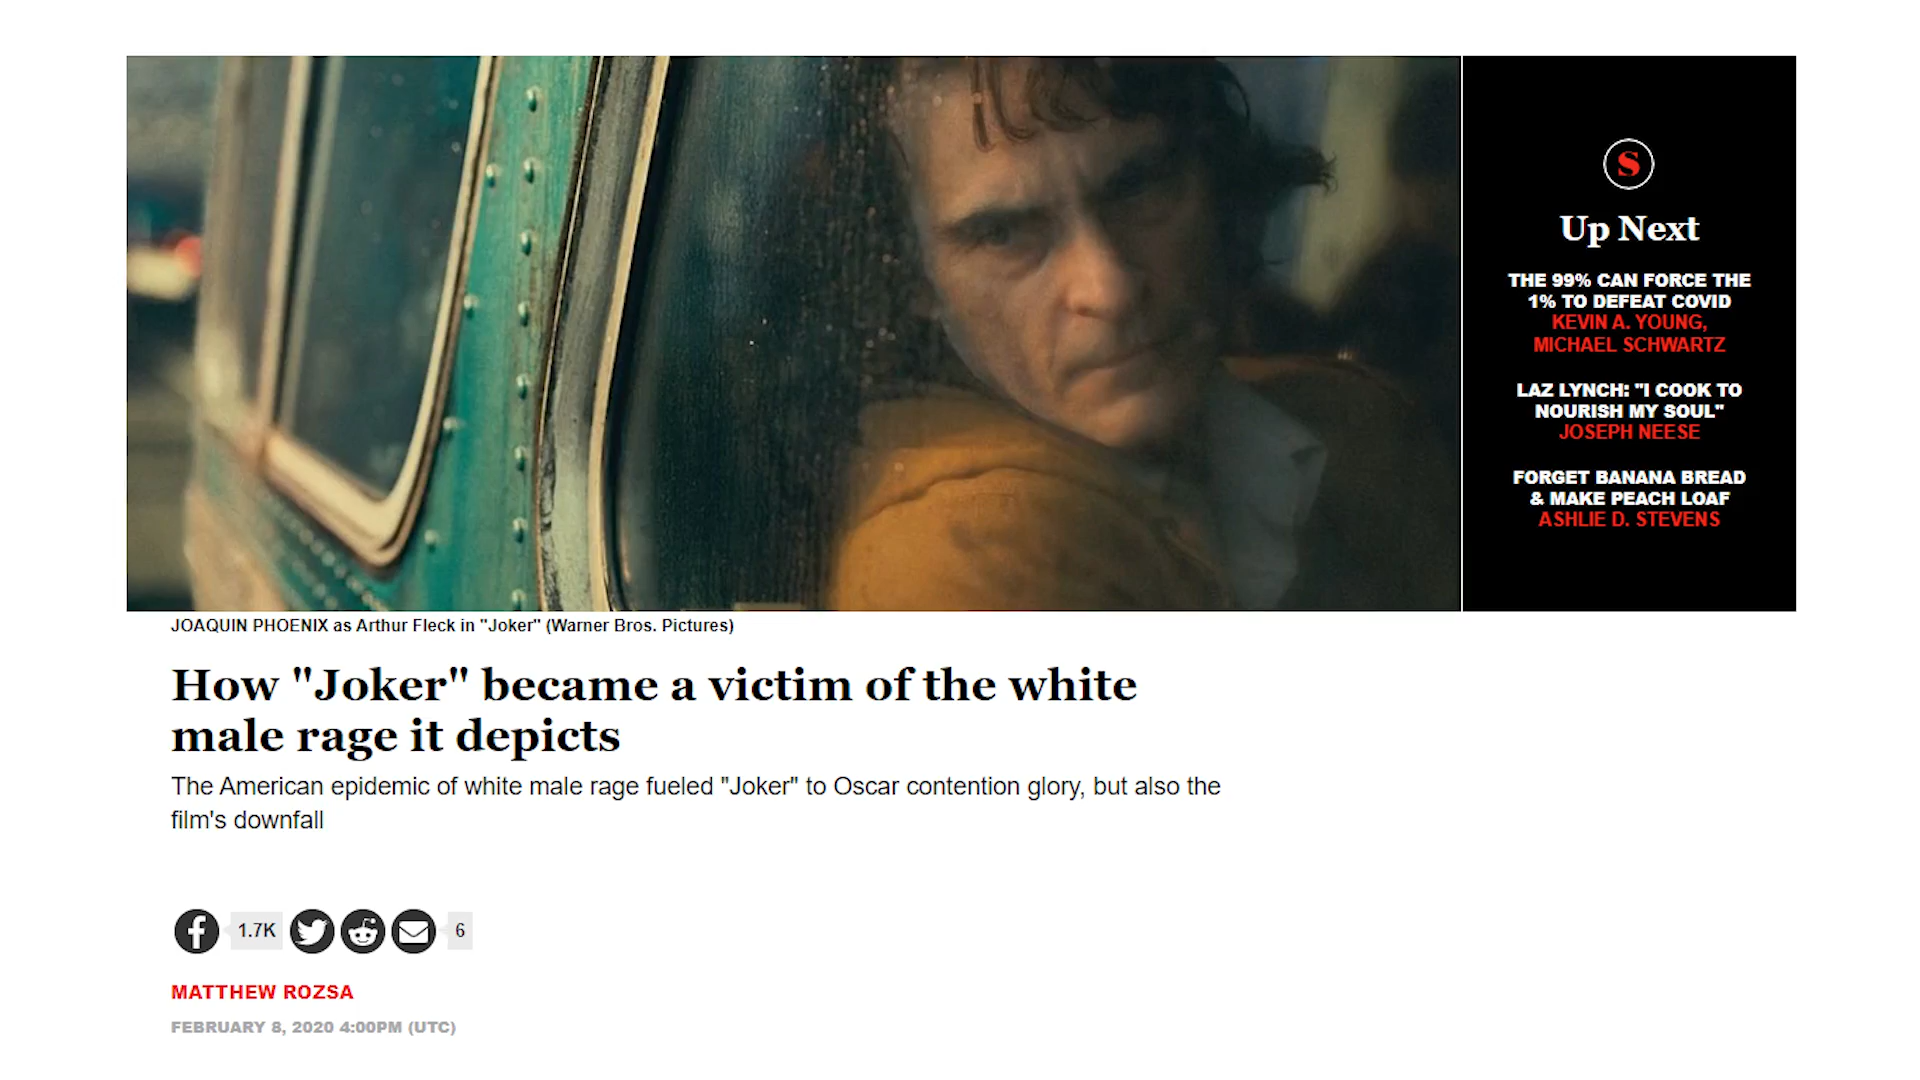 S
Up Next
THE 99% CAN FORCE THE
1% TO DEFEAT COVID
KEVIN A. YOUNG,
MICHAEL SCHWARTZ
LAZ LYNCH: "I COOK TO
NOURISH MY SOUL"
JOSEPH NEESE
FORGET BANANA BREAD
& MAKE PEACH LOAF
ASHLIE D. STEVENS
JOAQUIN PHOENIX as Arthur Fleck in "Joker" (Warner Bros. Pictures)
How "Joker" became a victim of the white
male rage it depicts
The American epidemic of white male rage fueled "Joker" to Oscar contention glory, but also the
film's downfall
1.7K 6
MATTHEW ROZSA
FEBRUARY 8, 2020 4:00PM (UTC)